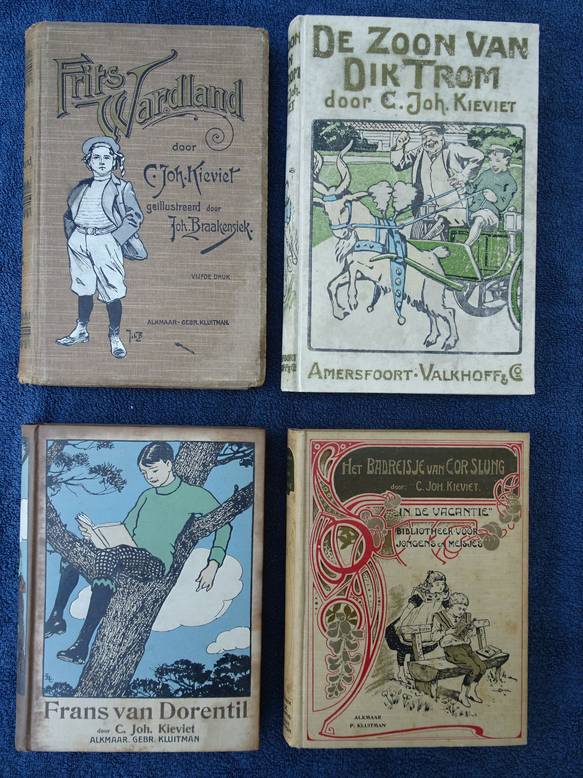 Frits
Wardland
door
C. Joh. Kieviet
geïllustreerd door
Joh. Braakensiek.
VIJFDE DRUK
ALKMAAR - GEBR. KLUITMAN.
DE ZOON VAN
DIK TROM
door C. Joh. KIEVIET
AMERSFOORT · VALKHOFF & Co
Frans van Dorentil
door C. Joh. Kieviet
ALKMAAR. GEBR. KLUITMAN
HET BADREISJE VAN COR SLUNG
door: C. JOH. KIEVIET.
"IN DE VACANTIE"
BIBLIOTHEEK VOOR
JONGENS EN MEISJES
ALKMAAR
P. KLUITMAN